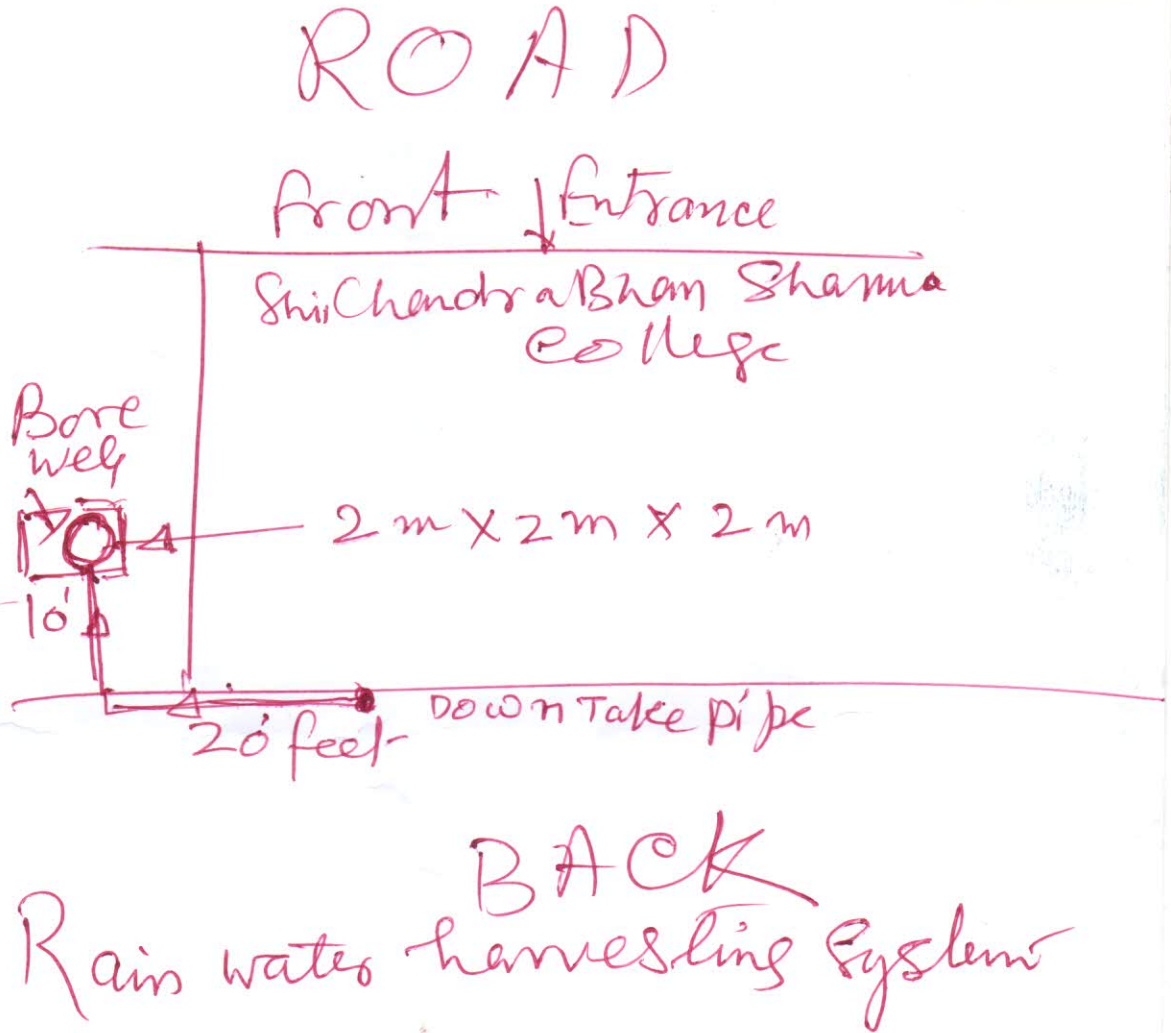 ROAD
front Entrance
Shri Chandra Bhan Sharma
College
Bore
well
2 m X 2 m X 2 m
10'
20' feet
Down Take pipe
BACK
Rain water harvesting System